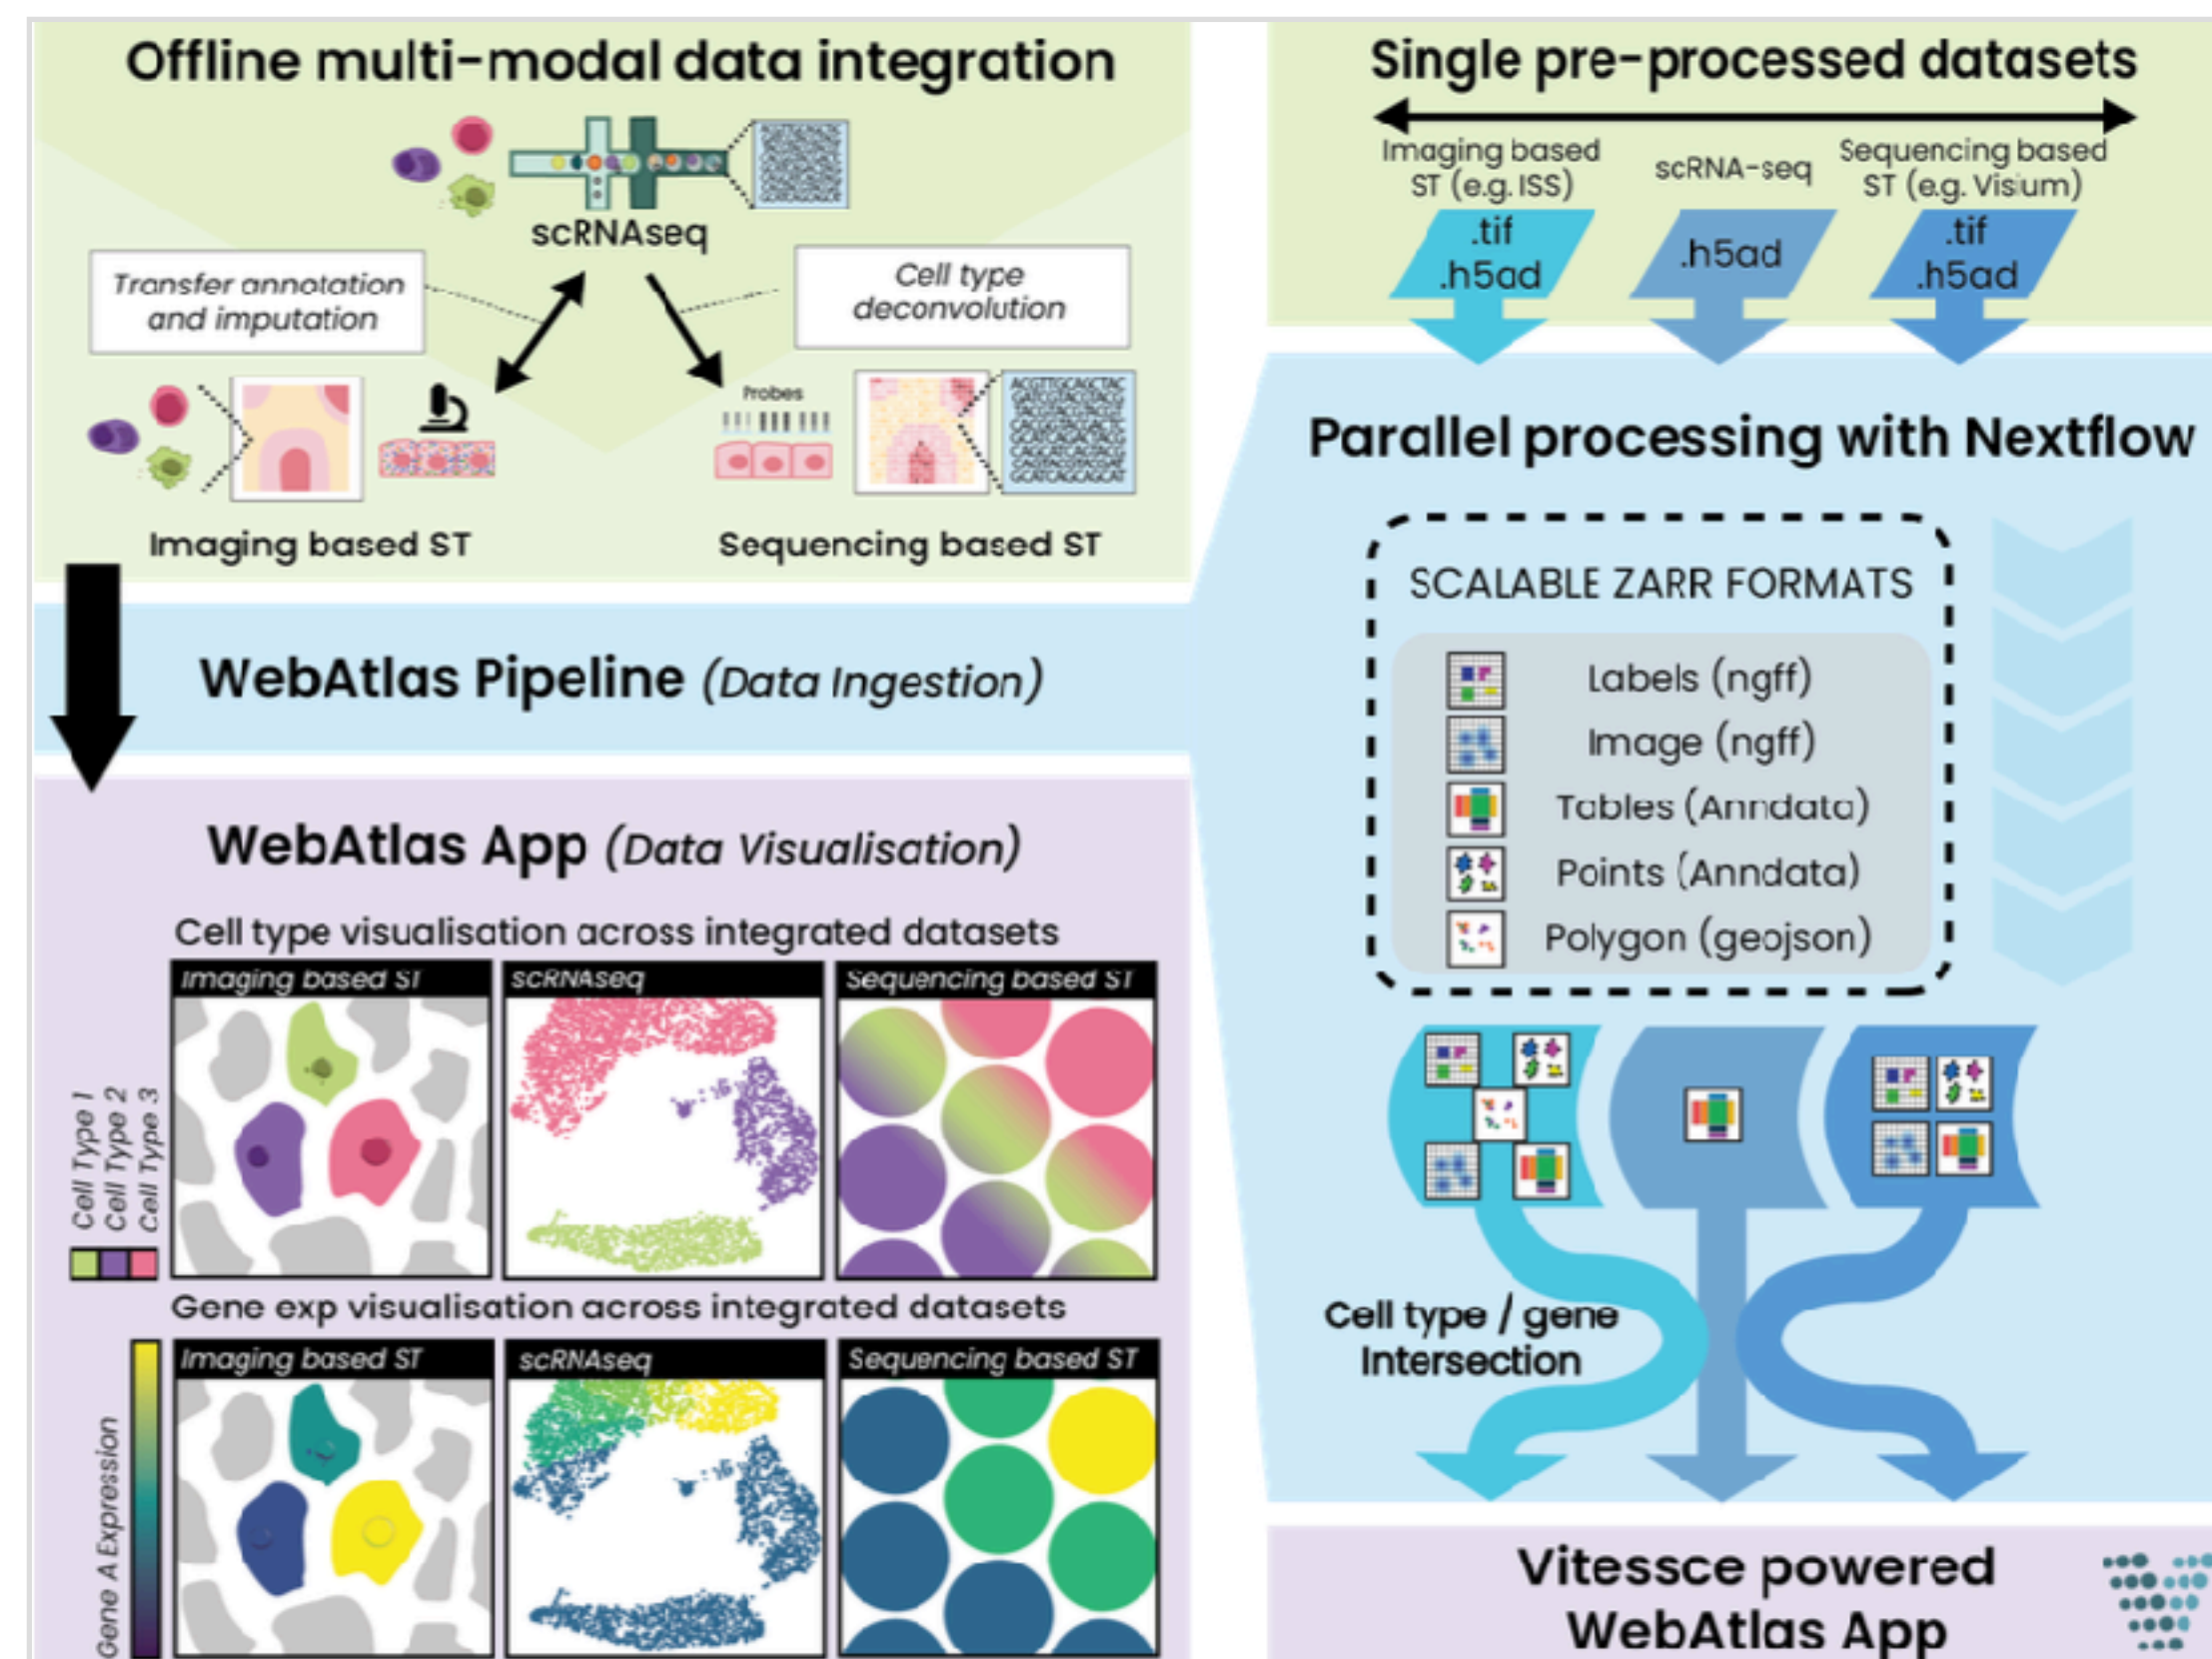 Offline multi-modal data integration
scRNAseq
Transfer annotation
and imputation
Cell type
deconvolution
Probes
ACGTTGCAGCTAC
GCATCAGCAGCAT
Imaging based ST
Sequencing based ST
WebAtlas Pipeline (Data Ingestion)
WebAtlas App (Data Visualisation)
Cell type visualisation across integrated datasets
Imaging based ST
scRNAseq
Sequencing based ST
Cell Type 1
Cell Type 2
Cell Type 3
Gene exp visualisation across integrated datasets
Imaging based ST
scRNAseq
Sequencing based ST
Gene A Expression
Single pre-processed datasets
Imaging based
ST (e.g. ISS)
scRNA-seq
Sequencing based
ST (e.g. Visium)
.tif
.h5ad
.h5ad
.tif
.h5ad
Parallel processing with Nextflow
SCALABLE ZARR FORMATS
Labels (ngff)
Image (ngff)
Tables (Anndata)
Points (Anndata)
Polygon (geojson)
Cell type / gene
Intersection
Vitessce powered
WebAtlas App